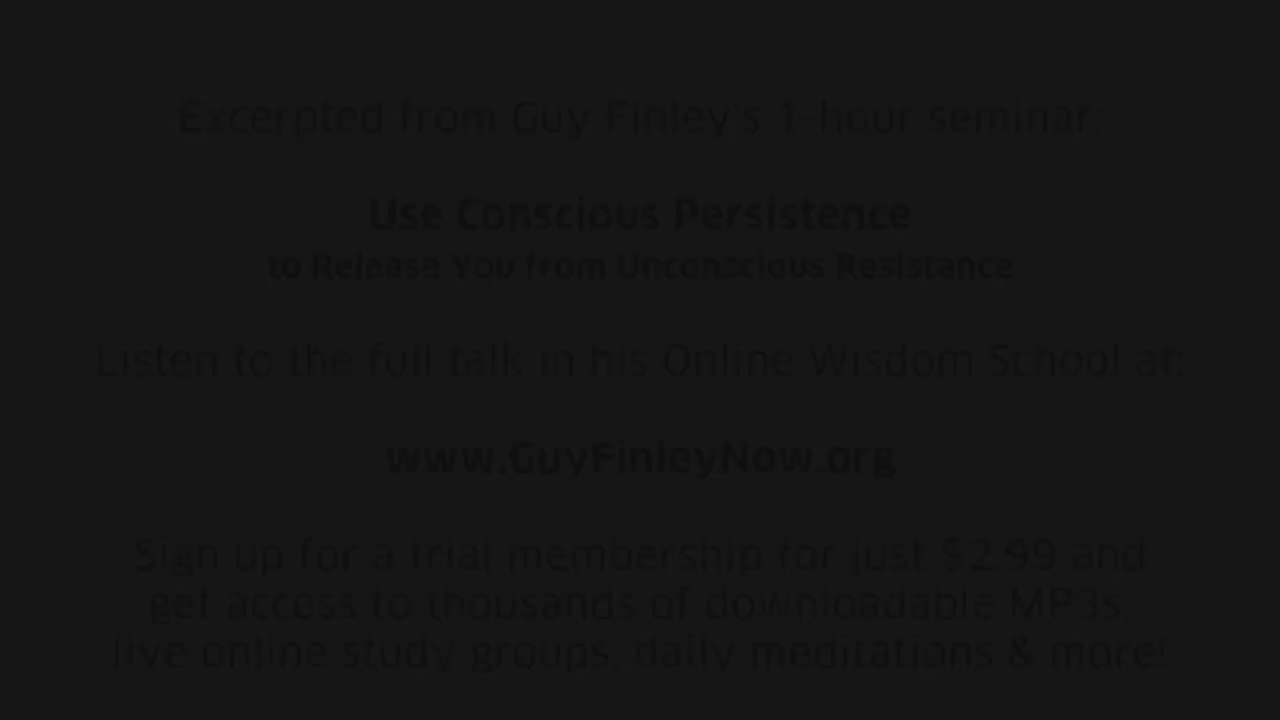 Excerpted from Guy Finley's 1-hour seminar:
Use Conscious Persistence
to Release You from Unconscious Resistance
Listen to the full talk in his Online Wisdom School at:
www.GuyFinleyNow.org
Sign up for a trial membership for just $2.99 and
get access to thousands of downloadable MP3s,
live online study groups, daily meditations & more!